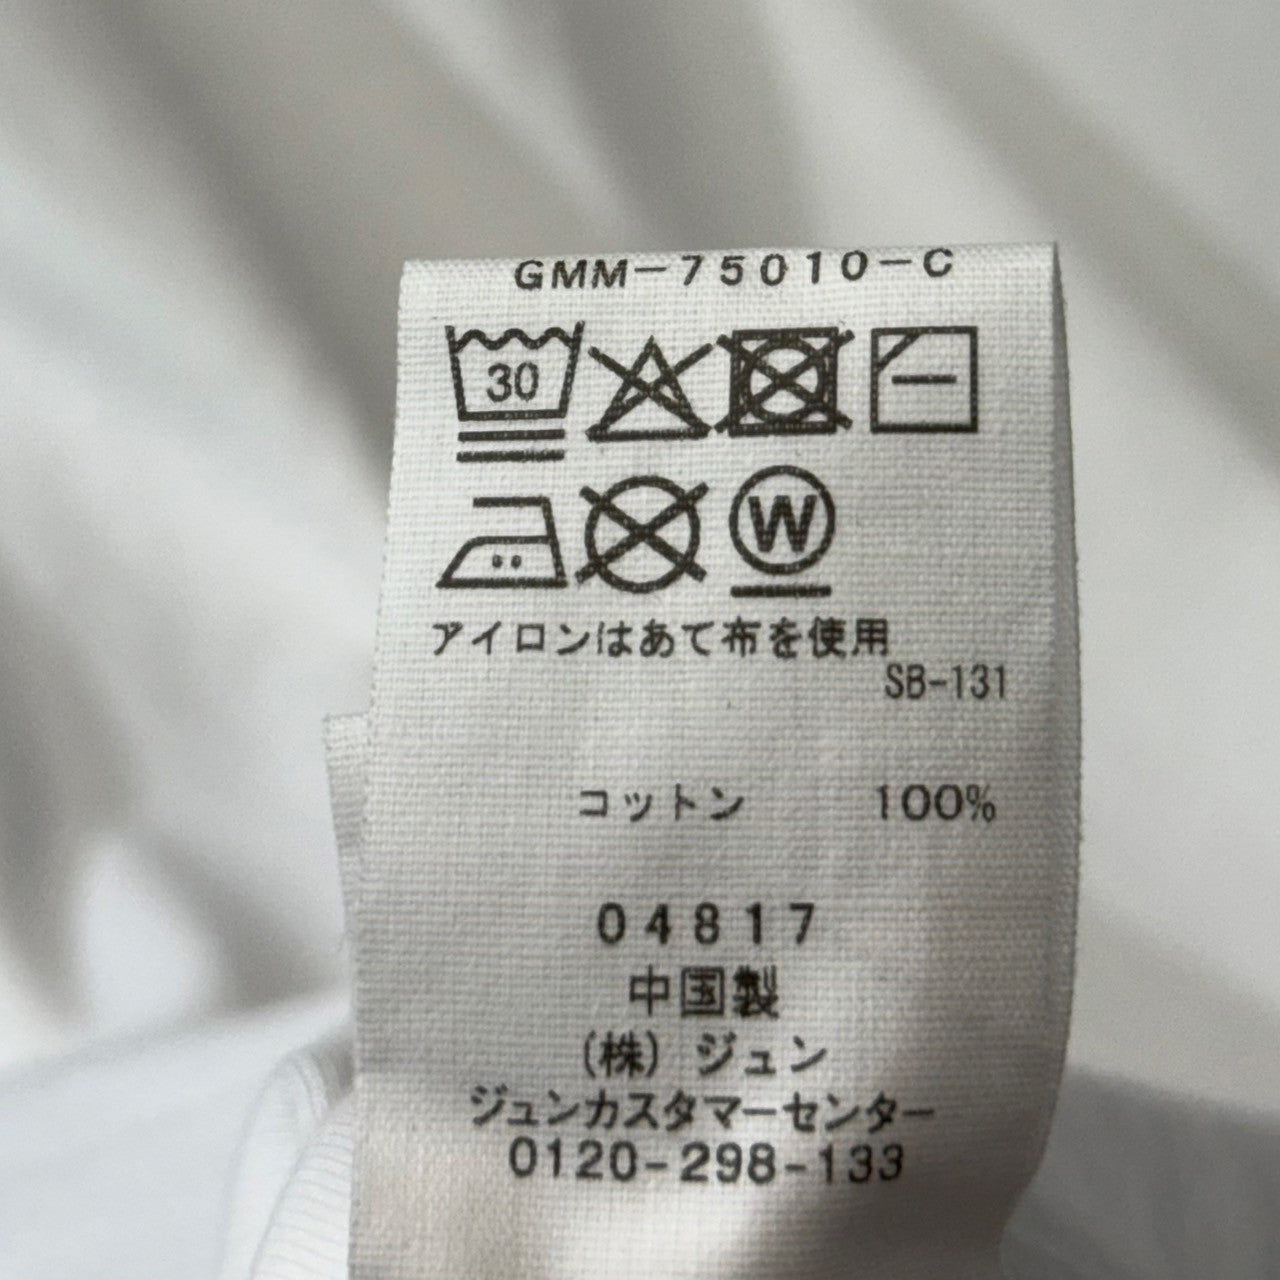 GMM-75010-C
30
W
アイロンはあて布を使用
SB-131
コットン 100%
04817
中国製
(株) ジュン
ジュンカスタマーセンター
0120-298-133